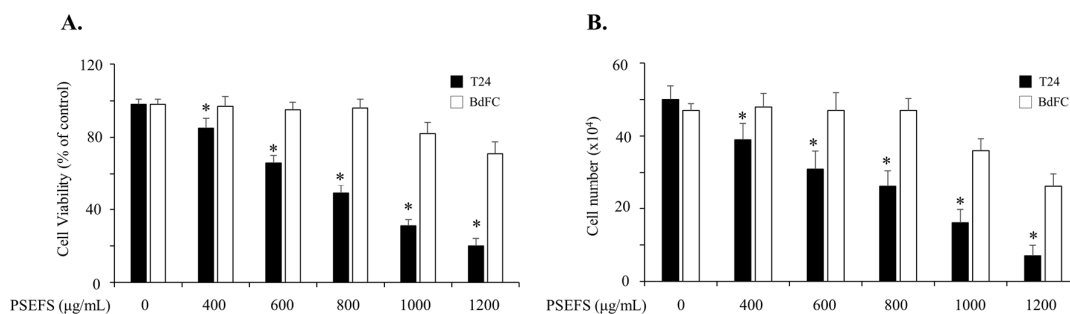 A.
120
80
40
0
Cell Viability (% of control)
T24
BdFC
*
*
*
*
*
PSEFS (μg/mL) 0 400 600 800 1000 1200
B.
60
40
20
0
Cell number (x10⁴)
T24
BdFC
*
*
*
*
*
PSEFS (μg/mL) 0 400 600 800 1000 1200